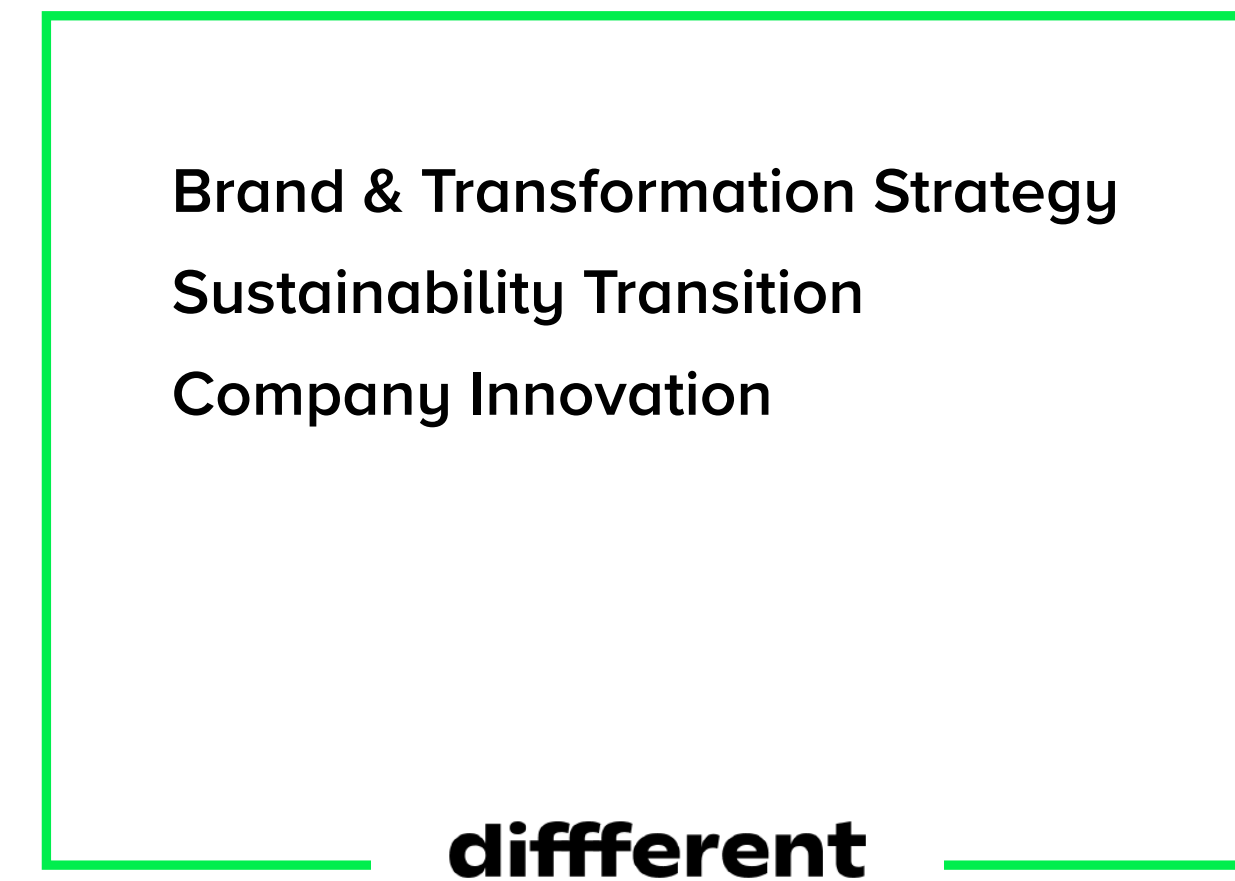 Brand & Transformation Strategy
Sustainability Transition
Company Innovation
diffferent